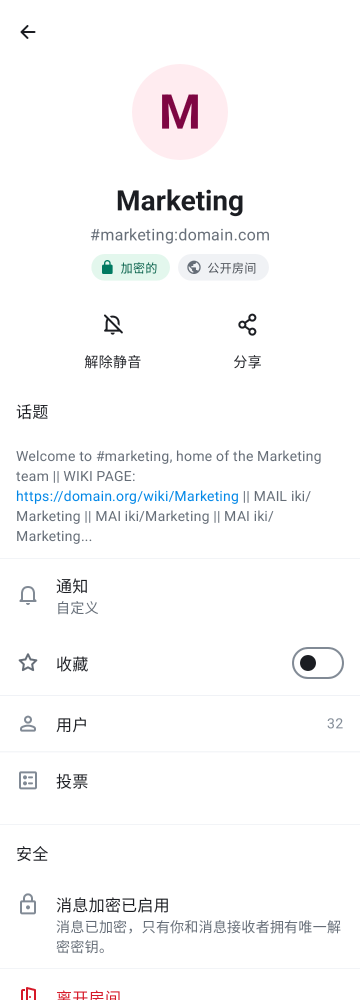 M
Marketing
#marketing:domain.com
加密的 公开房间
解除静音 分享
话题
Welcome to #marketing, home of the Marketing
team || WIKI PAGE:
https://domain.org/wiki/Marketing || MAIL iki/
Marketing || MAI iki/Marketing || MAI iki/
Marketing...
通知
自定义
收藏
用户 32
投票
安全
消息加密已启用
消息已加密，只有你和消息接收者拥有唯一解
密密钥。
离开房间